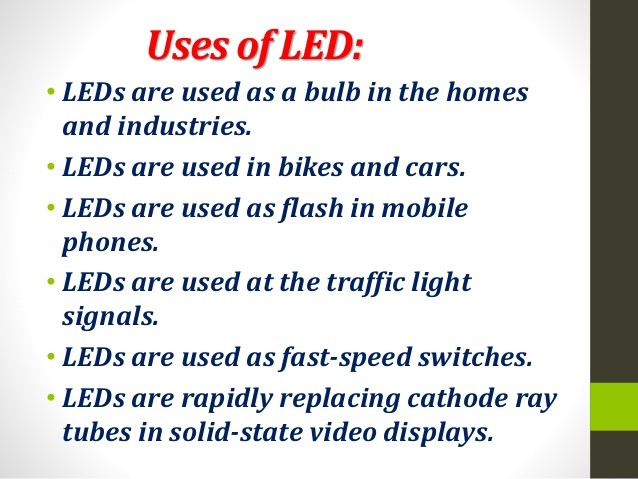 Uses of LED:
• LEDs are used as a bulb in the homes
and industries.
• LEDs are used in bikes and cars.
• LEDs are used as flash in mobile
phones.
• LEDs are used at the traffic light
signals.
• LEDs are used as fast-speed switches.
• LEDs are rapidly replacing cathode ray
tubes in solid-state video displays.